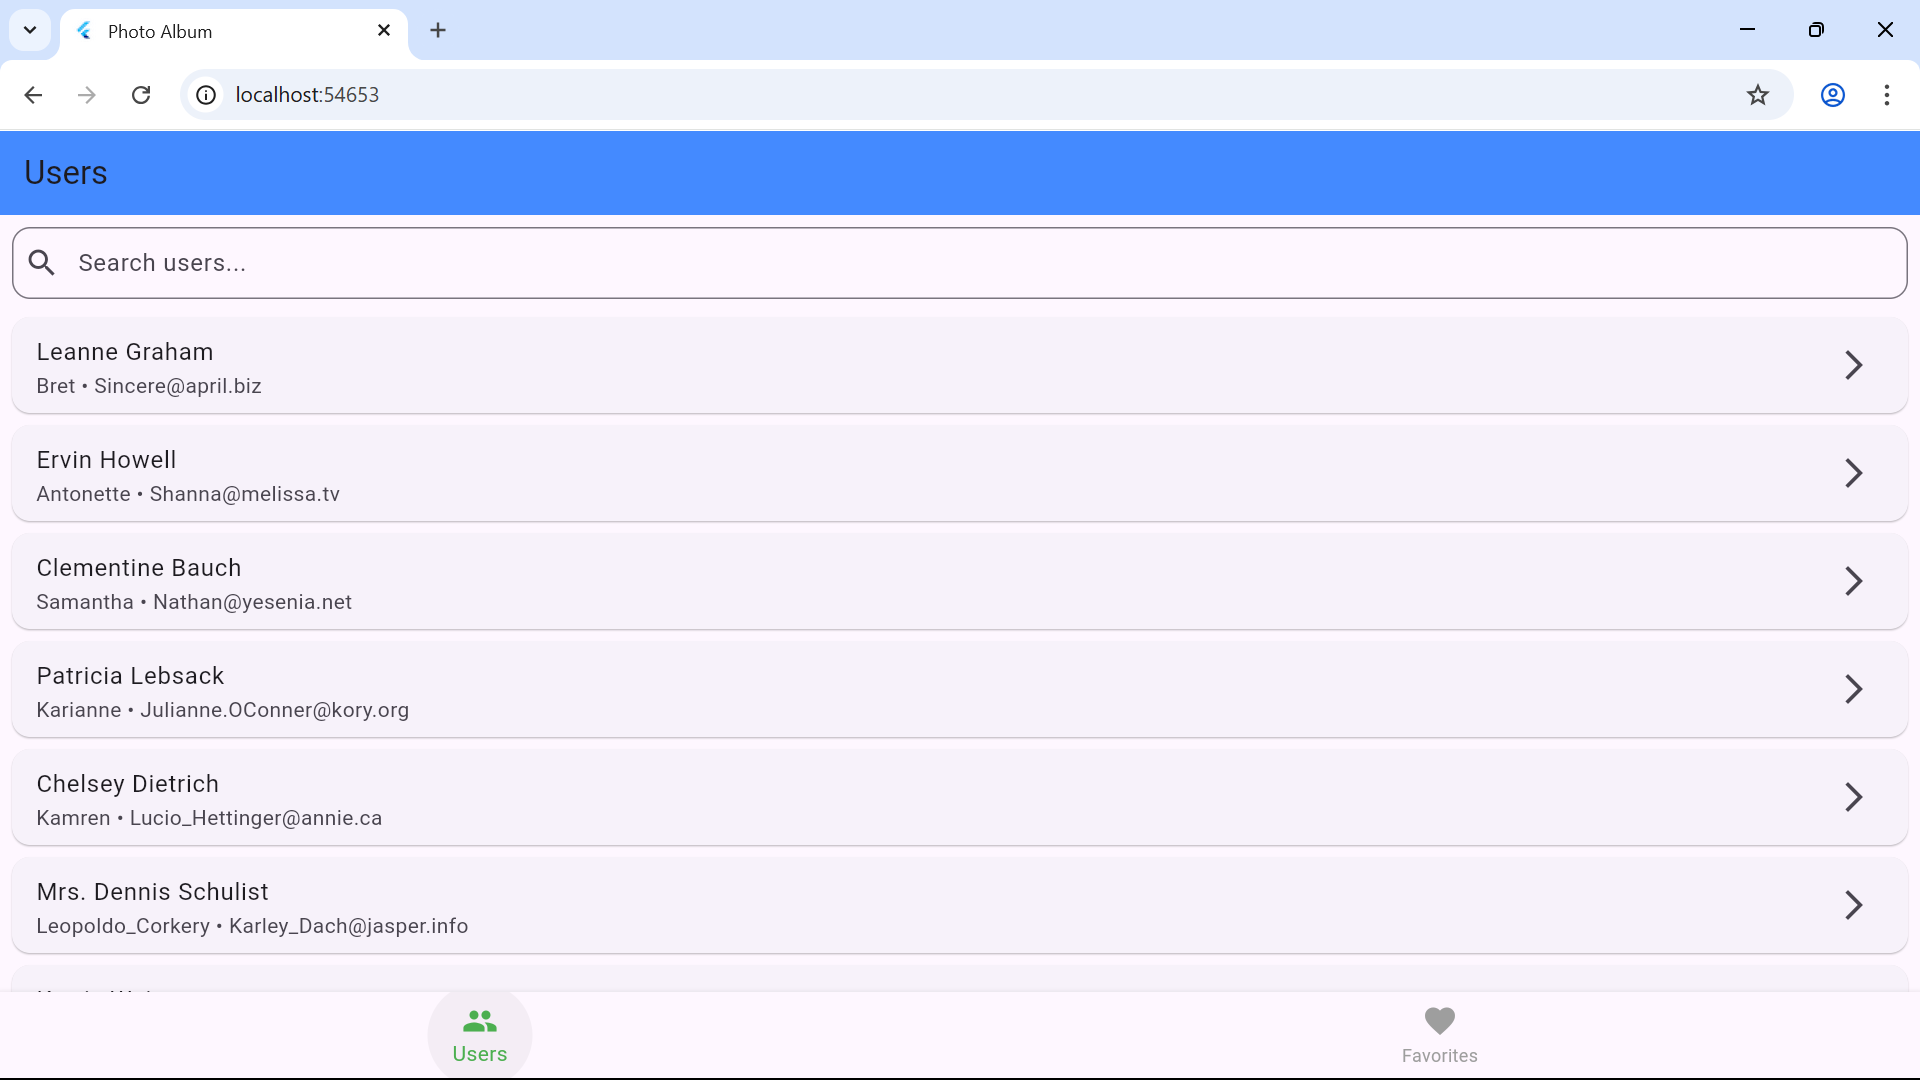 Photo Album
localhost:54653
Users
Search users...
Leanne Graham
Bret • Sincere@april.biz
Ervin Howell
Antonette • Shanna@melissa.tv
Clementine Bauch
Samantha • Nathan@yesenia.net
Patricia Lebsack
Karianne • Julianne.OConner@kory.org
Chelsey Dietrich
Kamren • Lucio_Hettinger@annie.ca
Mrs. Dennis Schulist
Leopoldo_Corkery • Karley_Dach@jasper.info
Users
Favorites